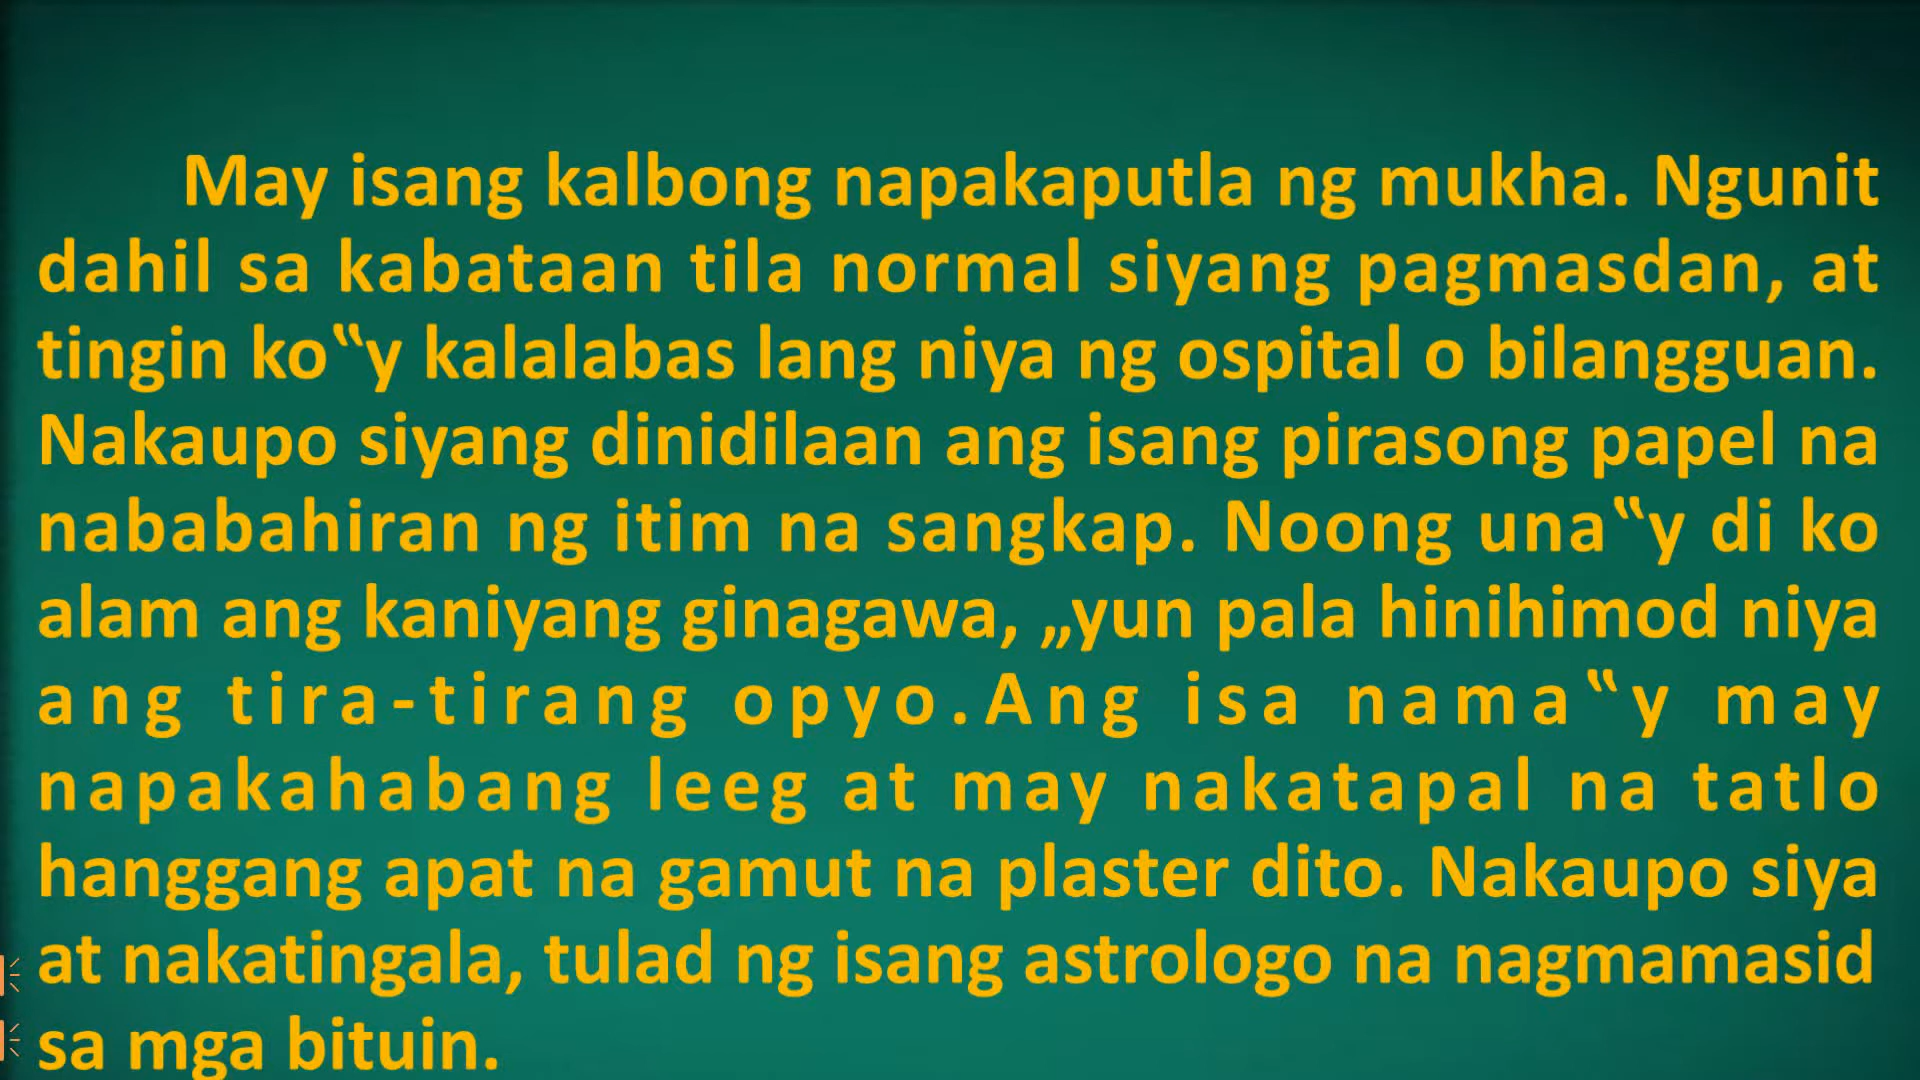 May isang kalbong napakaputla ng mukha. Ngunit
dahil sa kabataan tila normal siyang pagmasdan, at
tingin ko‟y kalalabas lang niya ng ospital o bilangguan.
Nakaupo siyang dinidilaan ang isang pirasong papel na
nababahiran ng itim na sangkap. Noong una‟y di ko
alam ang kaniyang ginagawa, „yun pala hinihimod niya
ang tira-tirang opyo.Ang isa nama‟y may
napakahabang leeg at may nakatapal na tatlo
hanggang apat na gamut na plaster dito. Nakaupo siya
at nakatingala, tulad ng isang astrologo na nagmamasid
sa mga bituin.